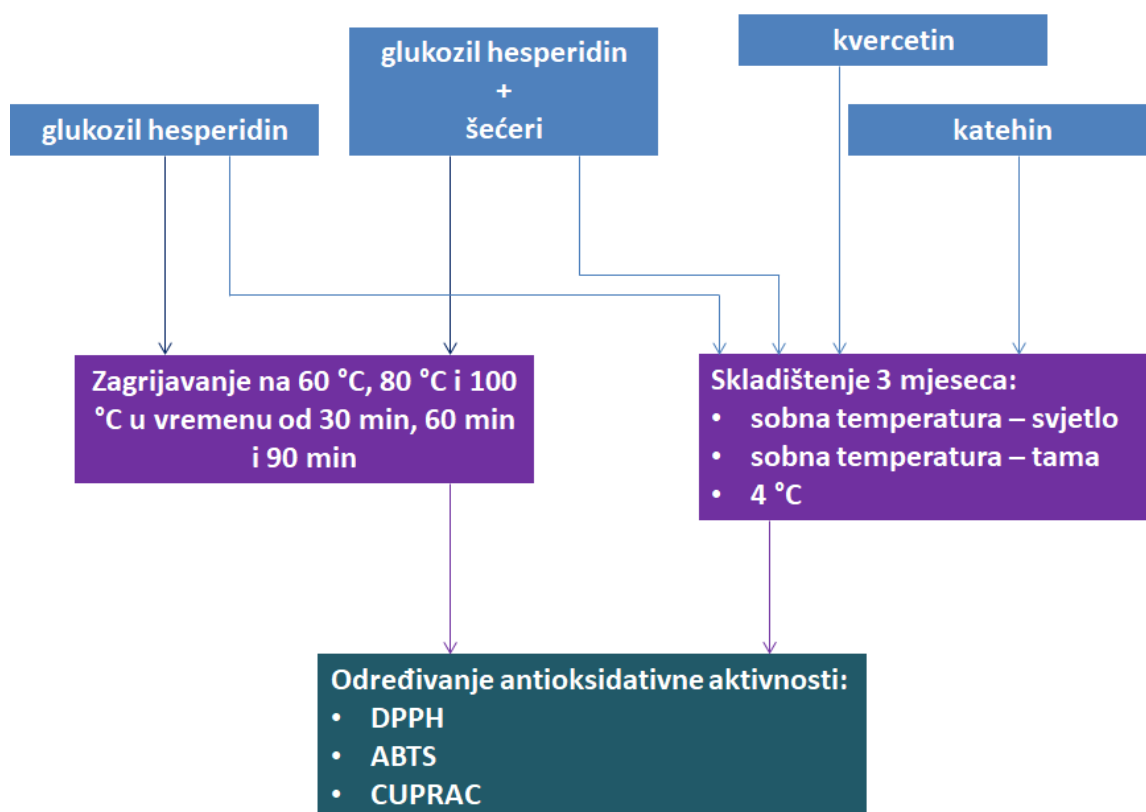 glukozil hesperidin
glukozil hesperidin
+
šećeri
kvercetin
katehin
Zagrijavanje na 60 °C, 80 °C i 100
°C u vremenu od 30 min, 60 min
i 90 min
Skladištenje 3 mjeseca:
• sobna temperatura – svjetlo
• sobna temperatura – tama
• 4 °C
Određivanje antioksidativne aktivnosti:
• DPPH
• ABTS
• CUPRAC